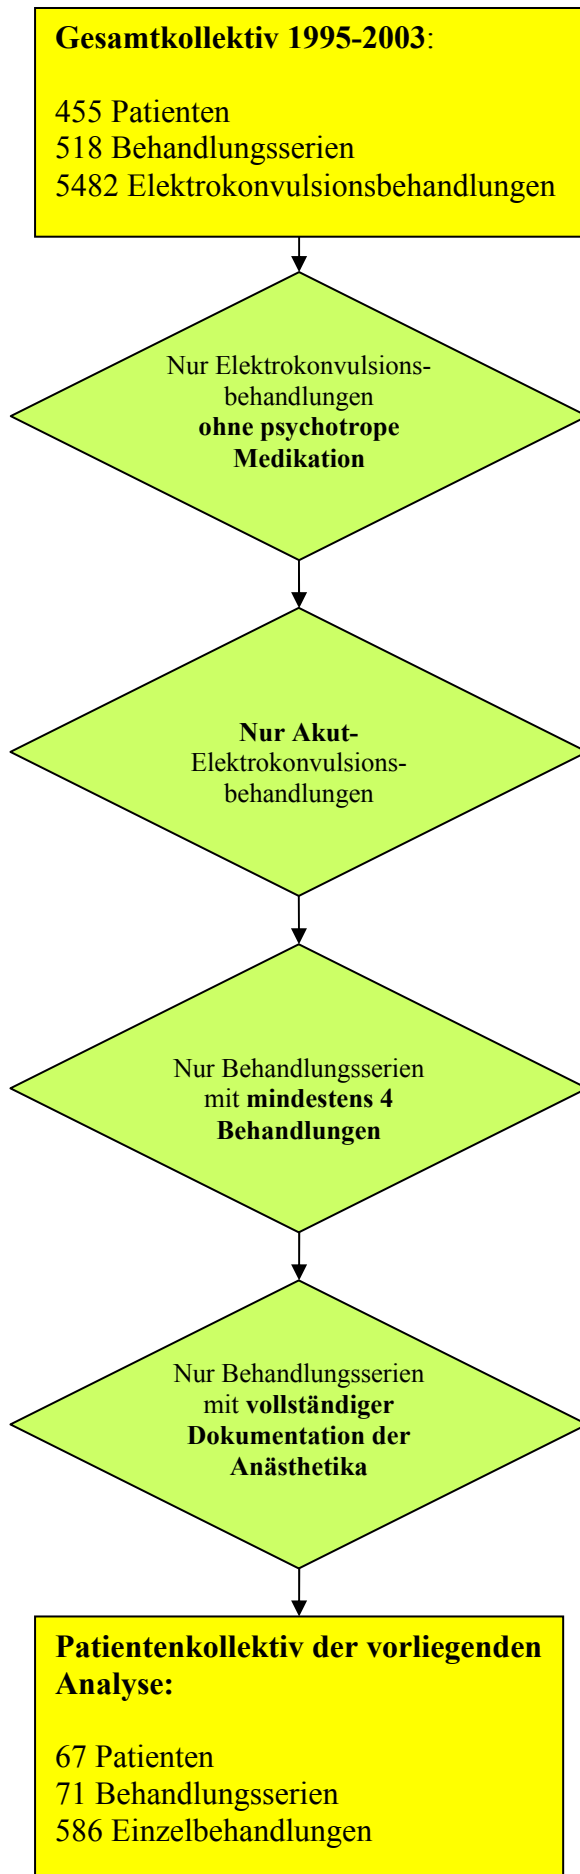 Gesamtkollektiv 1995-2003:
455 Patienten
518 Behandlungsserien
5482 Elektrokonvulsionsbehandlungen
Nur Elektrokonvulsions-
behandlungen
ohne psychotrope
Medikation
Nur Akut-
Elektrokonvulsions-
behandlungen
Nur Behandlungsserien
mit mindestens 4
Behandlungen
Nur Behandlungsserien
mit vollständiger
Dokumentation der
Anästhetika
Patientenkollektiv der vorliegenden
Analyse:
67 Patienten
71 Behandlungsserien
586 Einzelbehandlungen